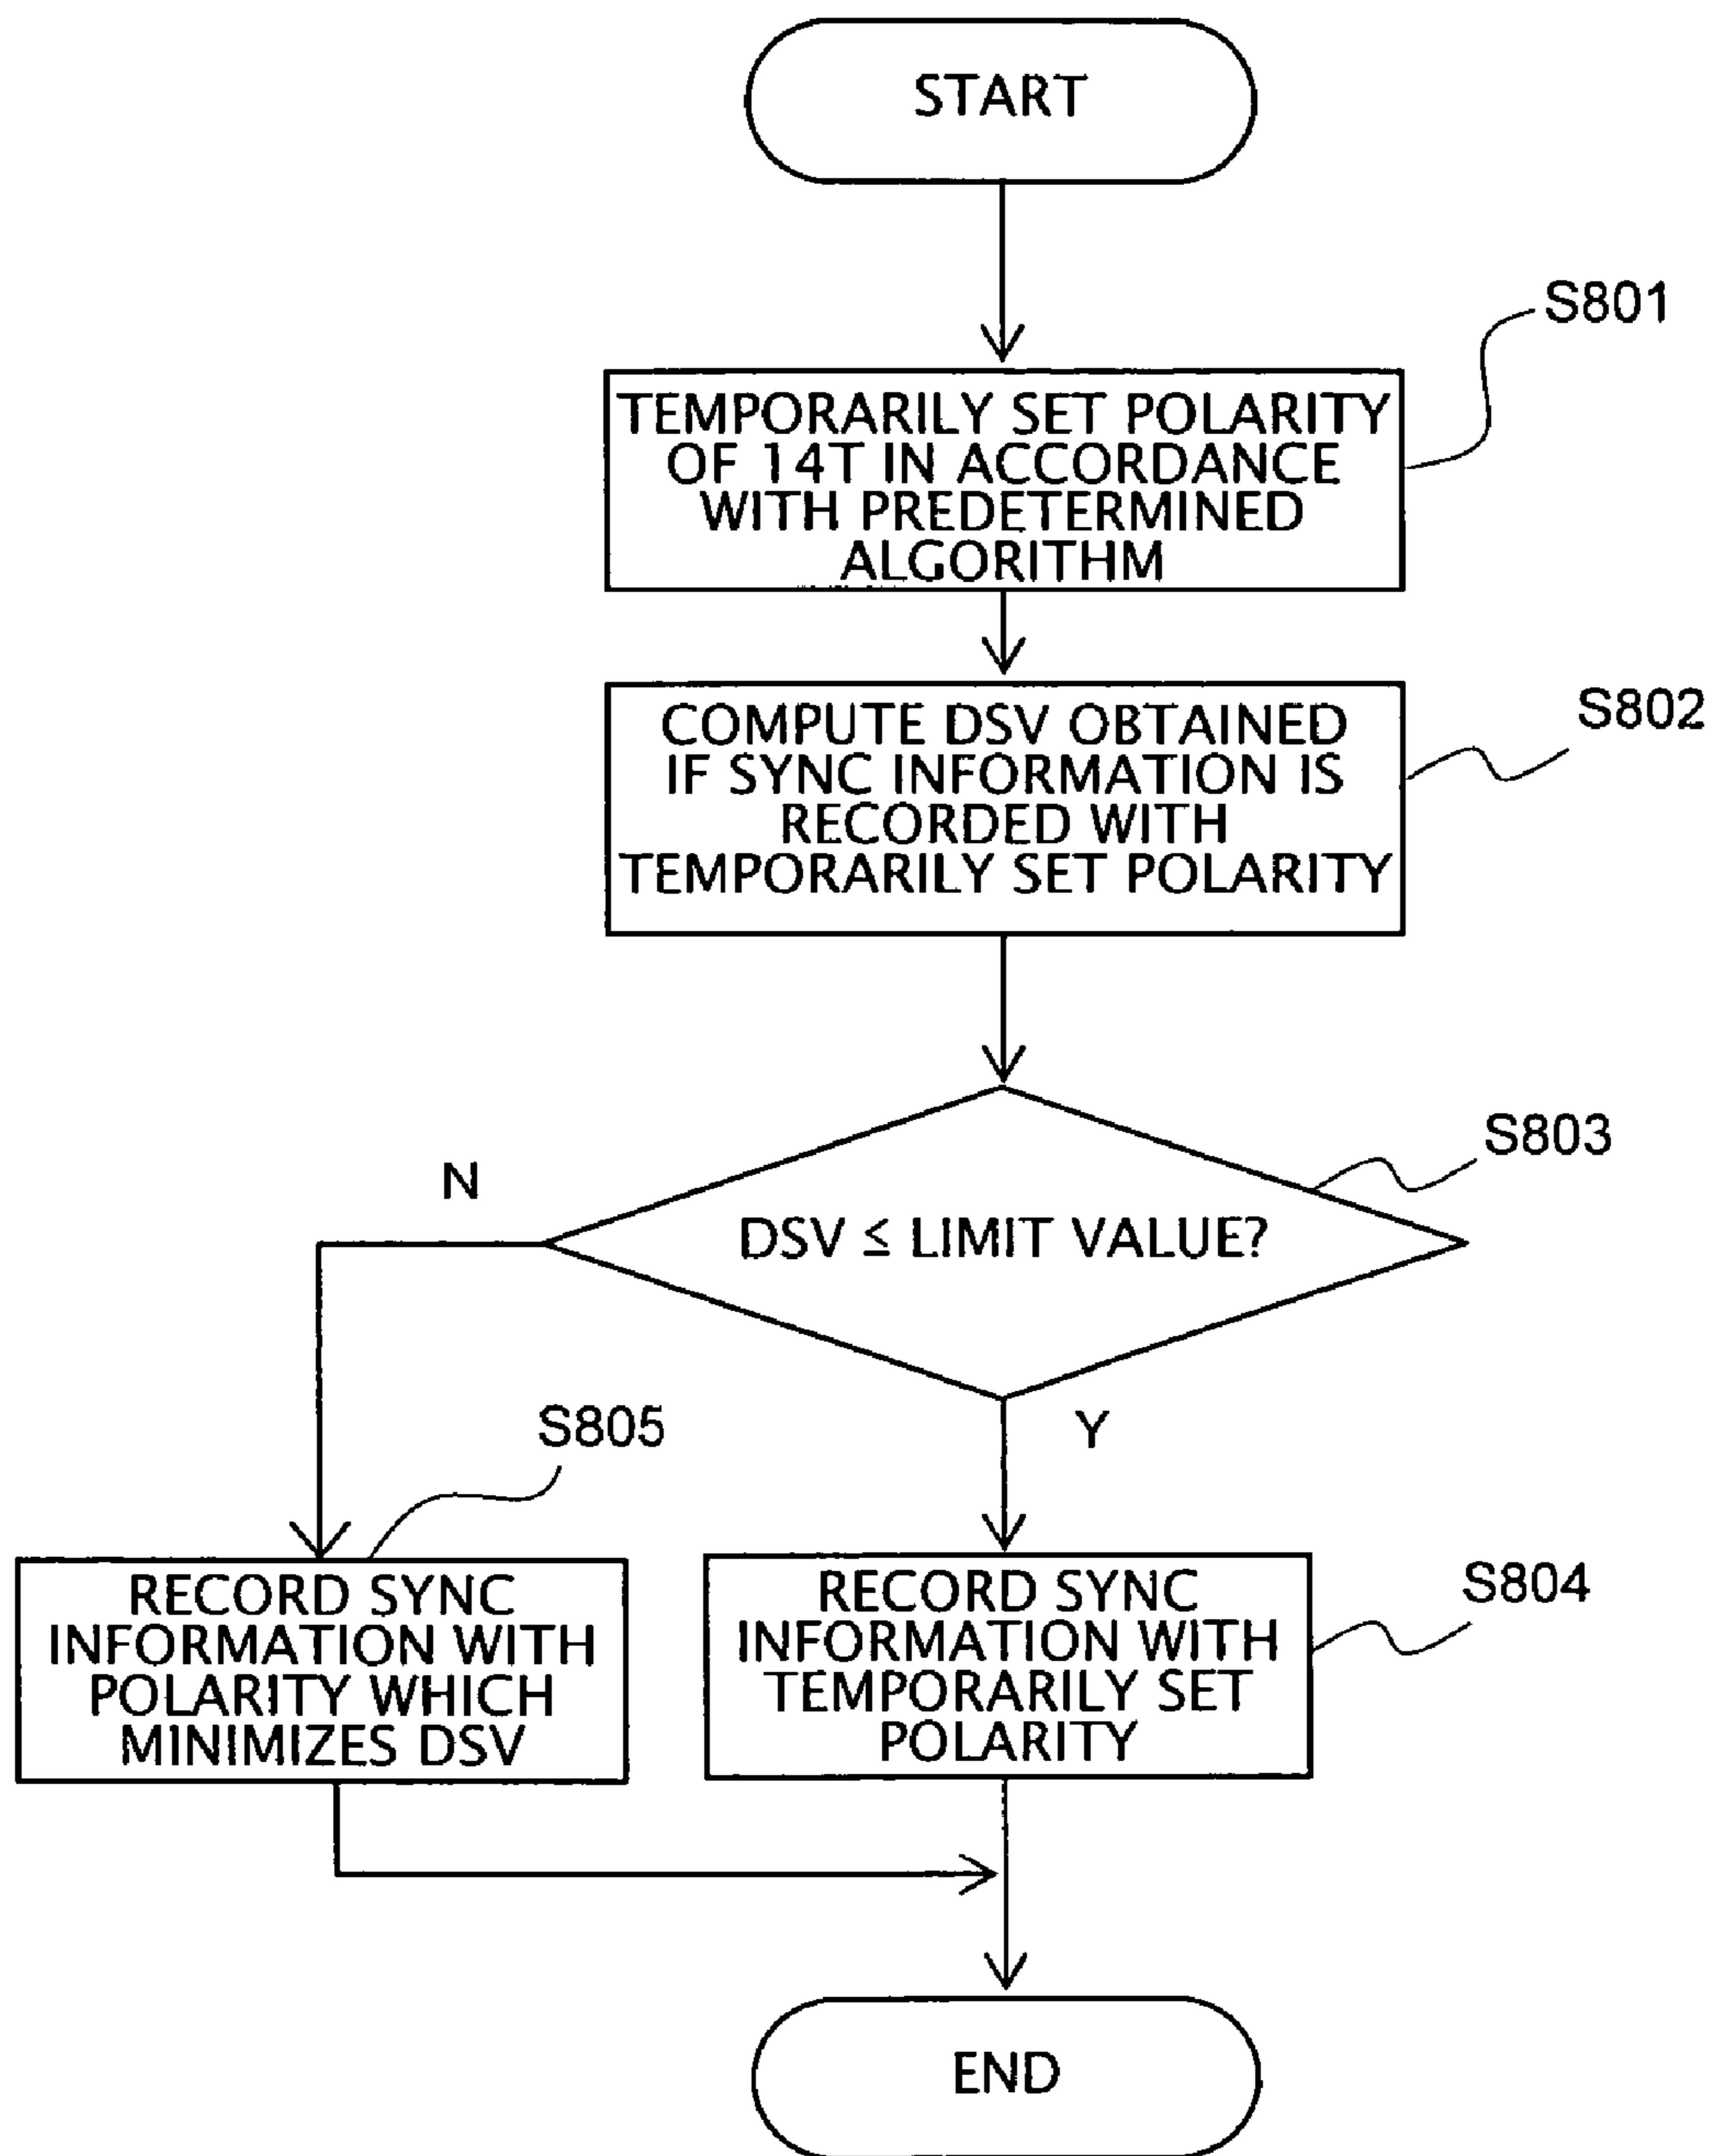 START
S801
TEMPORARILY SET POLARITY
OF 14T IN ACCORDANCE
WITH PREDETERMINED
ALGORITHM
S802
COMPUTE DSV OBTAINED
IF SYNC INFORMATION IS
RECORDED WITH
TEMPORARILY SET POLARITY
S803
N
DSV ≤ LIMIT VALUE?
Y
S805
S804
RECORD SYNC
INFORMATION WITH
POLARITY WHICH
MINIMIZES DSV
RECORD SYNC
INFORMATION WITH
TEMPORARILY SET
POLARITY
END